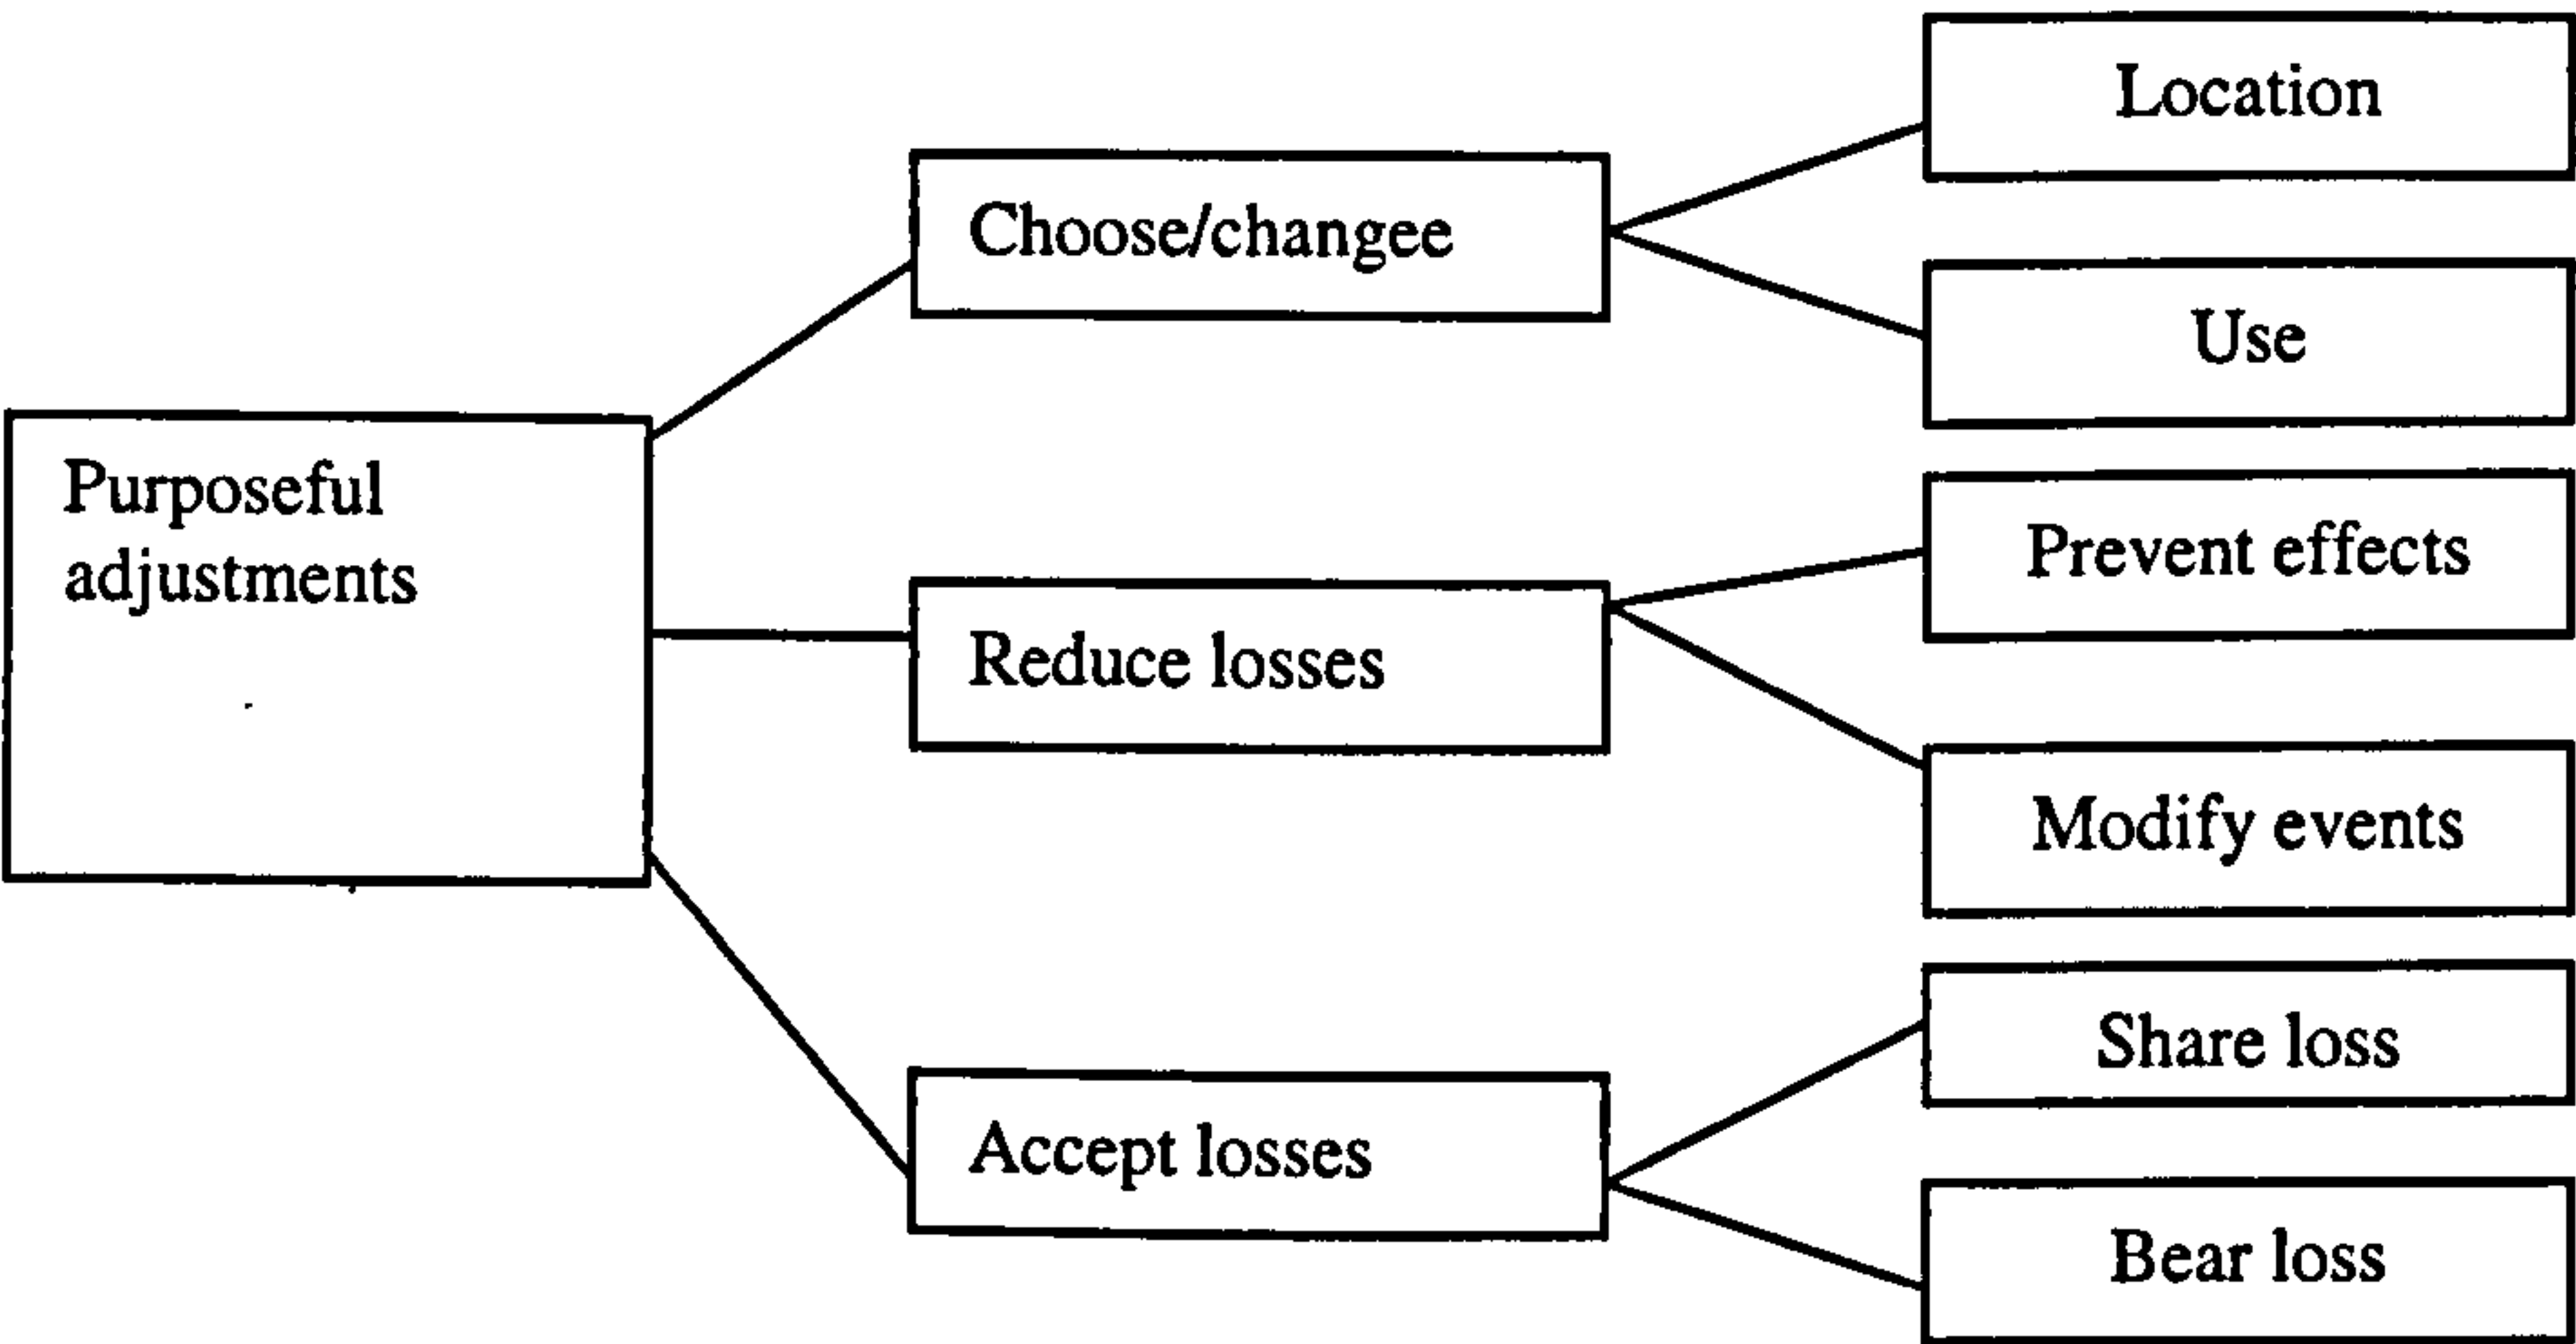 Purposeful
adjustments
Choose/changee
Reduce losses
Accept losses
Location
Use
Prevent effects
Modify events
Share loss
Bear loss